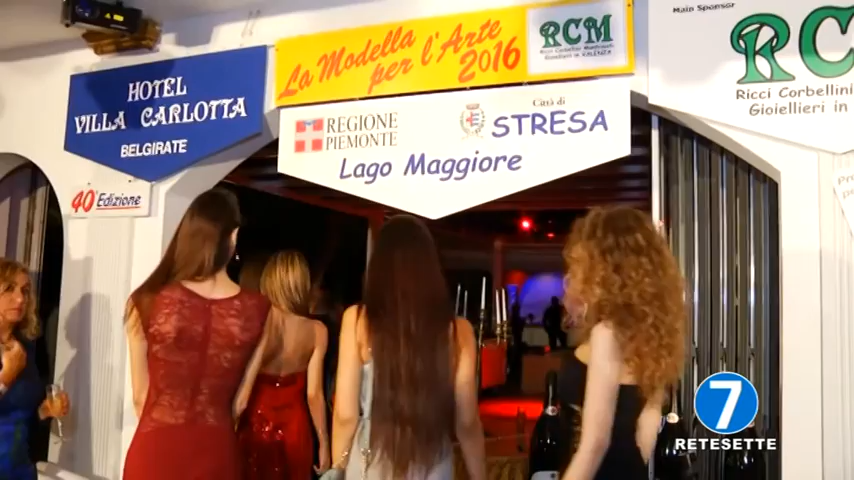 HOTEL
VILLA CARLOTTA
BELGIRATE
40° Edizione
La Modella
per l'Arte
2016
RCM
REGIONE
PIEMONTE
Città di
STRESA
Lago Maggiore
Main Sponsor
RC
Ricci Corbellini
Gioiellieri in
7
RETESETTE